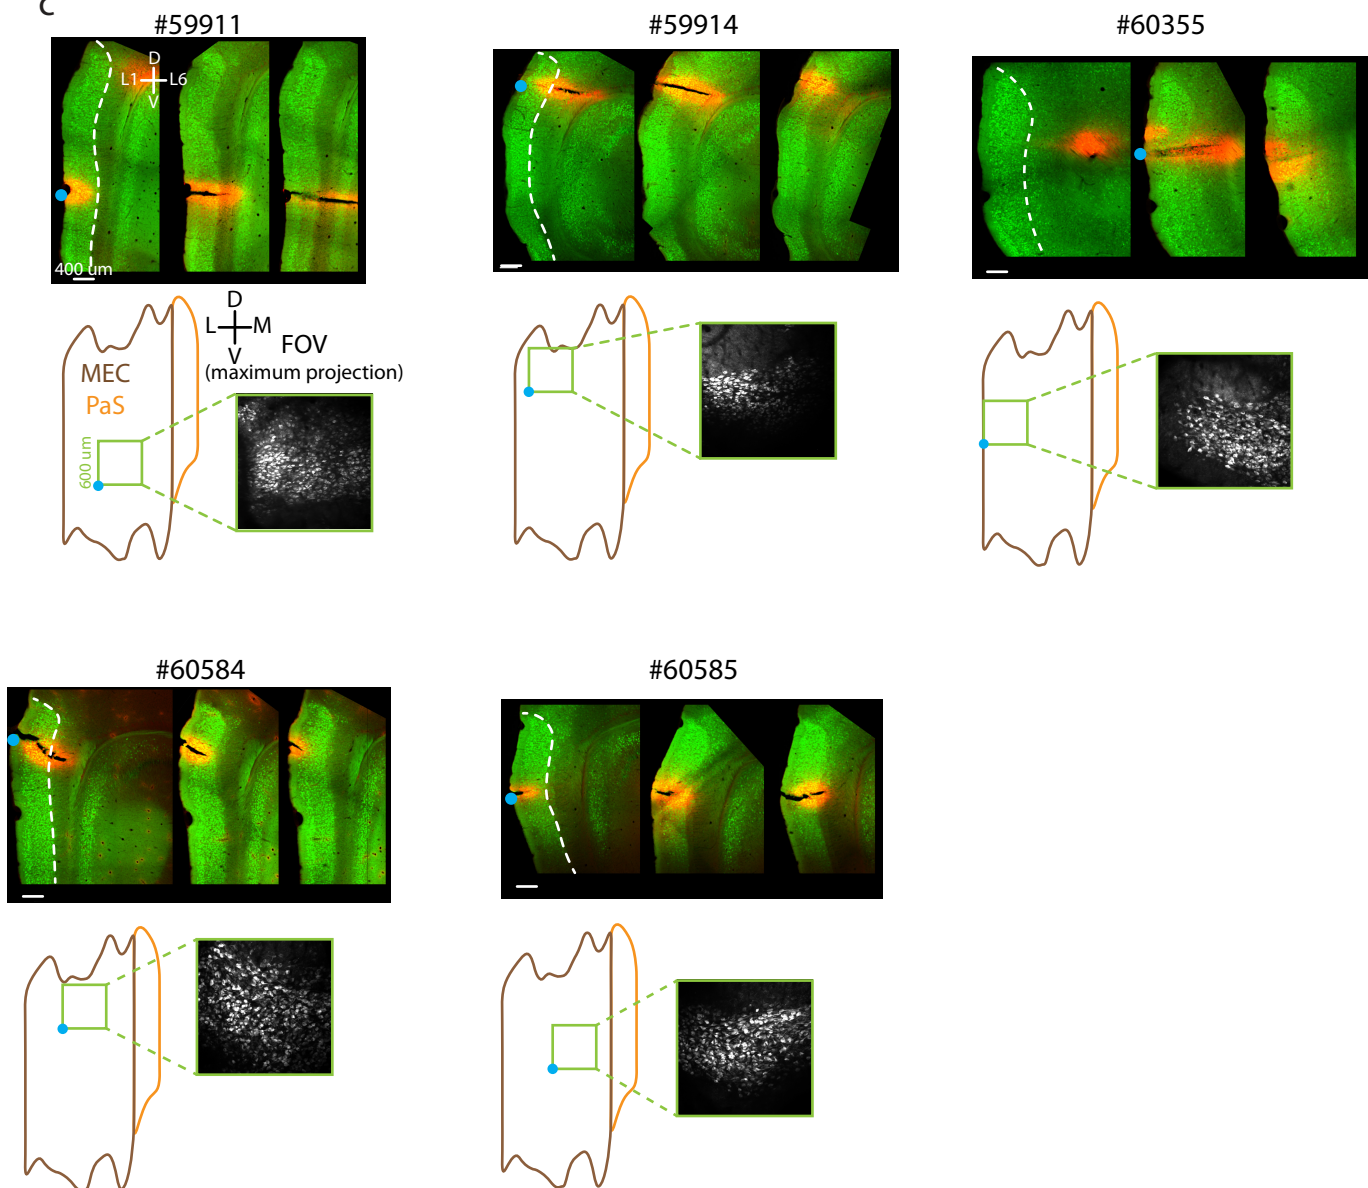 C
#59911
#59914
#60355
D
L1 L6
V
400 um
D
L M
V
FOV
(maximum projection)
MEC
PaS
600 um
#60584
#60585